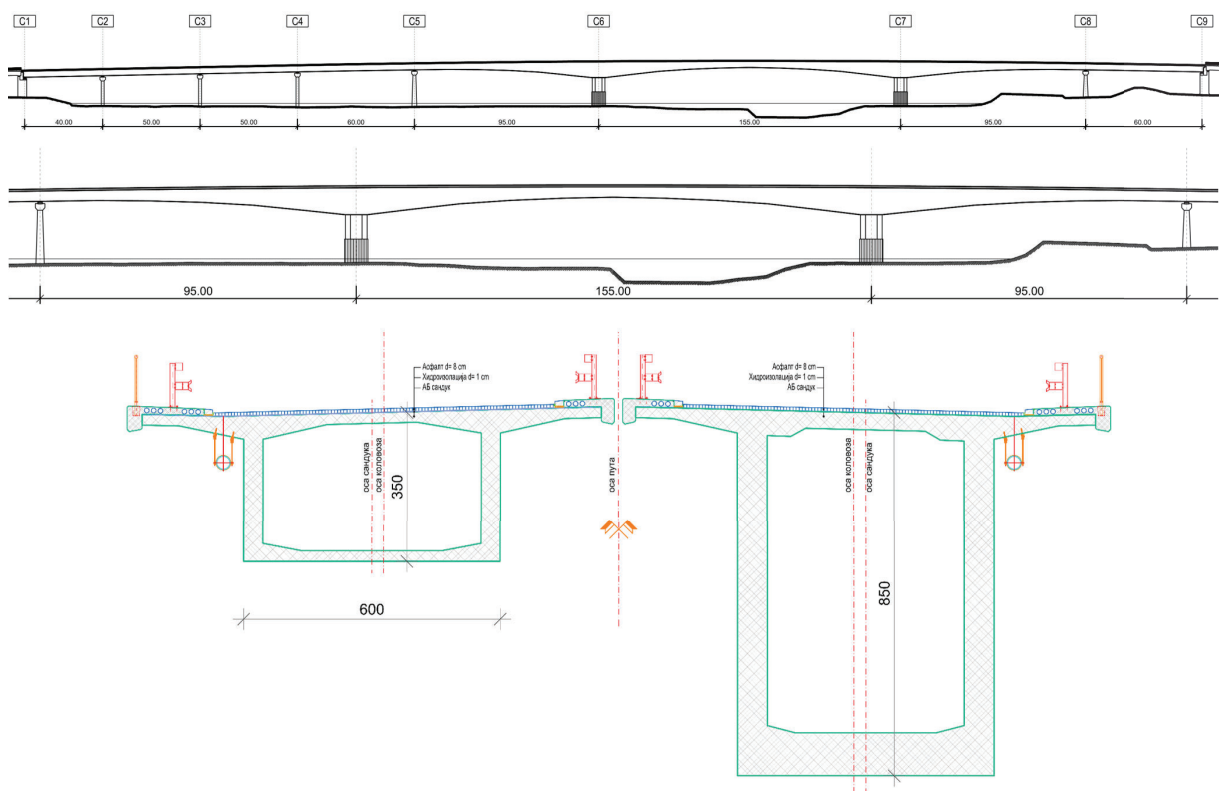 C1 C2 C3 C4 C5 C6 C7 C8 C9
40.00 50.00 50.00 60.00 95.00 155.00 95.00 60.00
95.00 155.00 95.00
Асфалт d= 8 cm
Хидроизолација d= 1 cm
АБ сандук
Асфалт d= 8 cm
Хидроизолација d= 1 cm
АБ сандук
оса сандука
оса коловоза
350
600
оса пута
оса коловоза
оса сандука
850